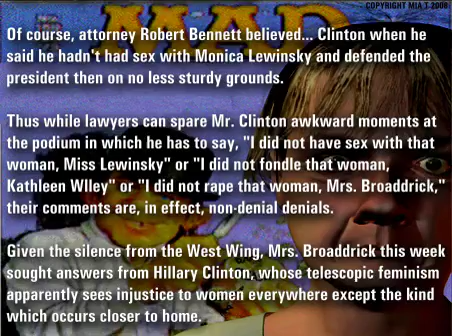 COPYRIGHT MIA T 2008
MAD
Of course, attorney Robert Bennett believed... Clinton when he
said he hadn't had sex with Monica Lewinsky and defended the
president then on no less sturdy grounds.
Thus while lawyers can spare Mr. Clinton awkward moments at
the podium in which he has to say, "I did not have sex with that
woman, Miss Lewinsky" or "I did not fondle that woman,
Kathleen WIley" or "I did not rape that woman, Mrs. Broaddrick,"
their comments are, in effect, non-denial denials.
Given the silence from the West Wing, Mrs. Broaddrick this week
sought answers from Hillary Clinton, whose telescopic feminism
apparently sees injustice to women everywhere except the kind
which occurs closer to home.